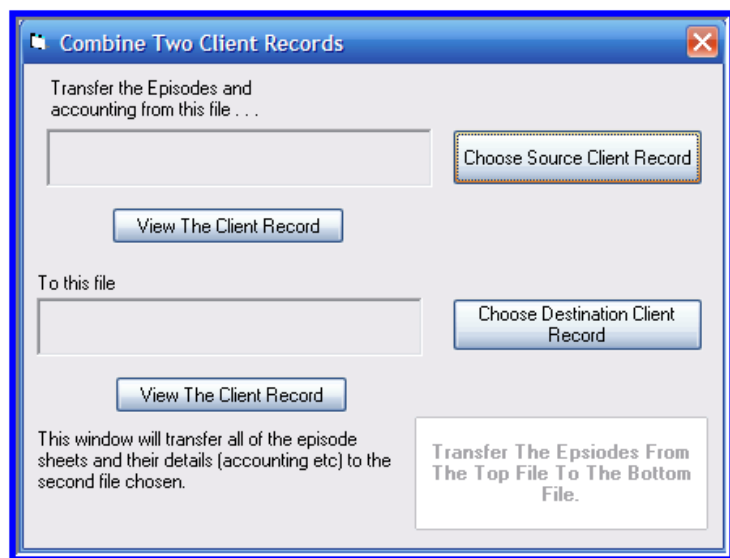 Combine Two Client Records
Transfer the Episodes and
accounting from this file . . .
Choose Source Client Record
View The Client Record
To this file
Choose Destination Client
Record
View The Client Record
This window will transfer all of the episode
sheets and their details (accounting etc) to the
second file chosen.
Transfer The Epsiodes From
The Top File To The Bottom
File.